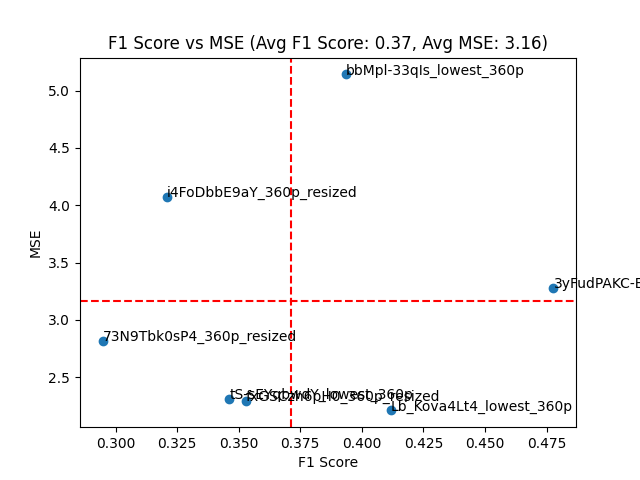 F1 Score vs MSE (Avg F1 Score: 0.37, Avg MSE: 3.16)
bbMpl-33qIs_lowest_360p
5.0
4.5
i4FoDbbE9aY_360p_resized
4.0
MSE
3.5
3.0
73N9Tbk0sP4_360p_resized
2.5
Lb_Kova4Lt4_lowest_360p
0.300 0.325 0.350 0.375 0.400 0.425 0.450 0.475
F1 Score